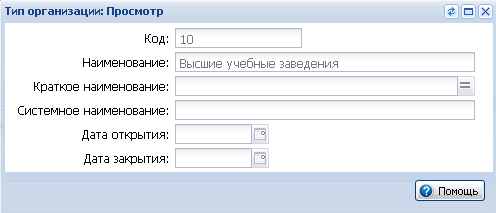 Тип организации: Просмотр
Код: 10
Наименование: Высшие учебные заведения
Краткое наименование:
Системное наименование:
Дата открытия:
Дата закрытия:
Помощь